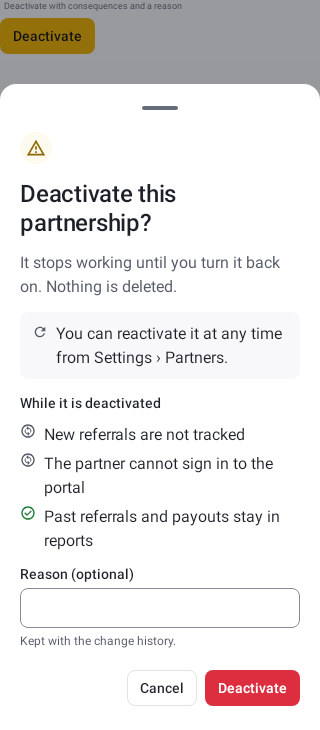 Deactivate with consequences and a reason
Deactivate
Deactivate this
partnership?
It stops working until you turn it back
on. Nothing is deleted.
You can reactivate it at any time
from Settings › Partners.
While it is deactivated
New referrals are not tracked
The partner cannot sign in to the
portal
Past referrals and payouts stay in
reports
Reason (optional)
Kept with the change history.
Cancel
Deactivate